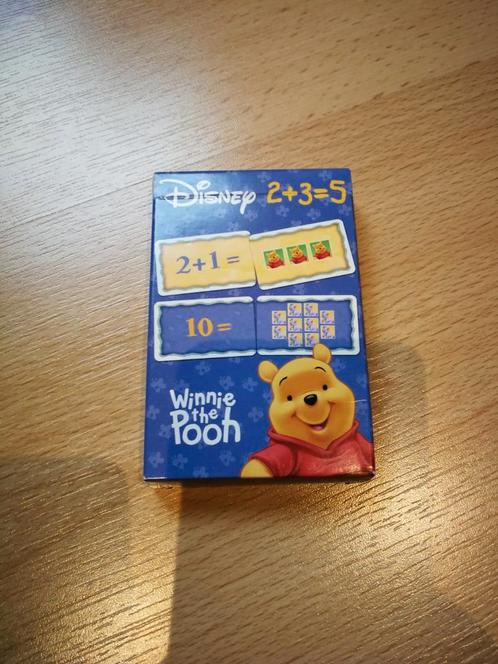 Disney 2+3=5
2+1=
10=
Winnie
the
Pooh